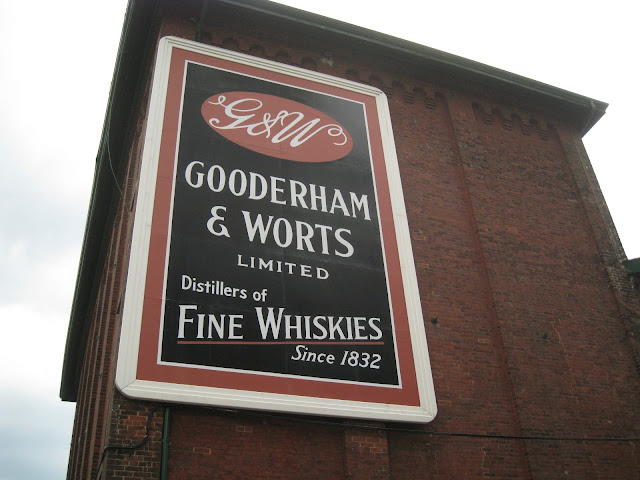 G&W
GOODERHAM
& WORTS
LIMITED
Distillers of
FINE WHISKIES
Since 1832